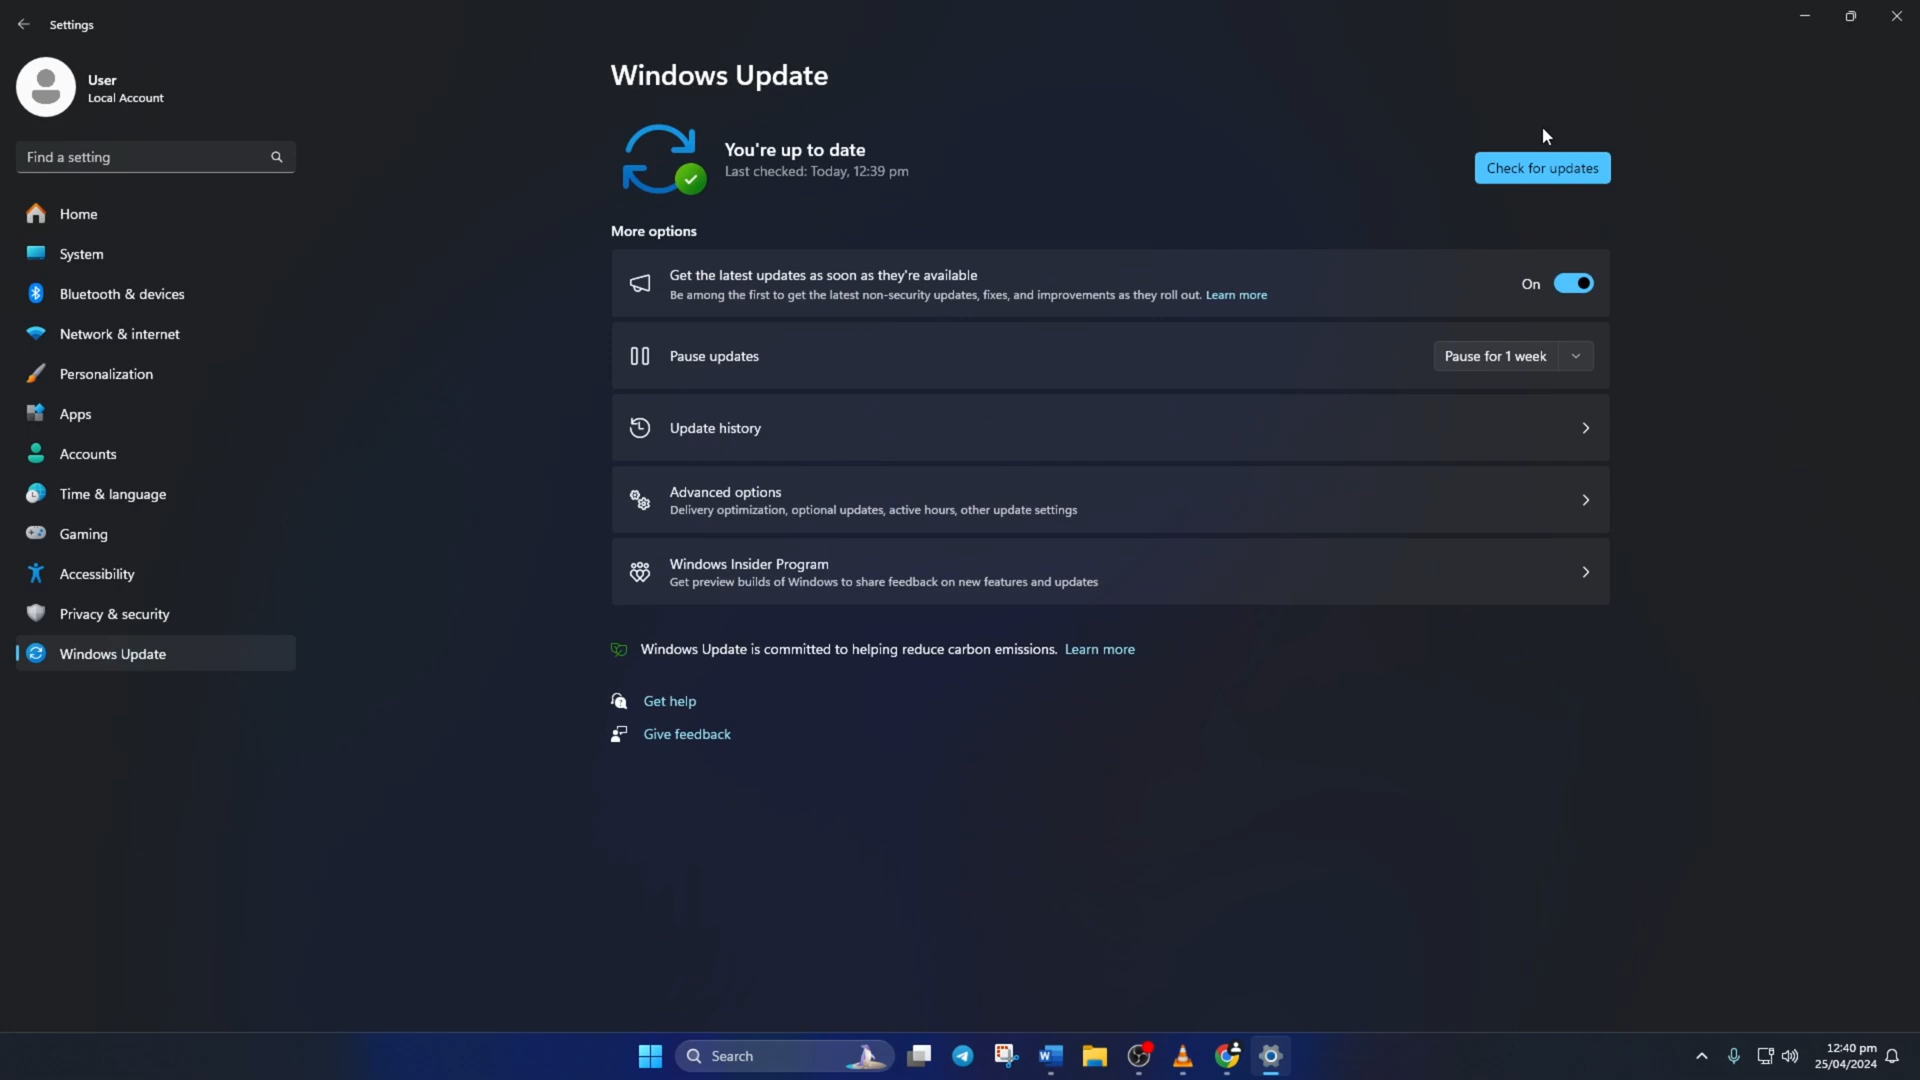 Settings
User
Local Account
Find a setting
Home
System
Bluetooth & devices
Network & internet
Personalization
Apps
Accounts
Time & language
Gaming
Accessibility
Privacy & security
Windows Update
Windows Update
You're up to date
Last checked: Today, 12:39 pm
Check for updates
More options
Get the latest updates as soon as they're available
Be among the first to get the latest non-security updates, fixes, and improvements as they roll out. Learn more
On
Pause updates
Pause for 1 week
Update history
Advanced options
Delivery optimization, optional updates, active hours, other update settings
Windows Insider Program
Get preview builds of Windows to share feedback on new features and updates
Windows Update is committed to helping reduce carbon emissions. Learn more
Get help
Give feedback
Search
12:40 pm
25/04/2024